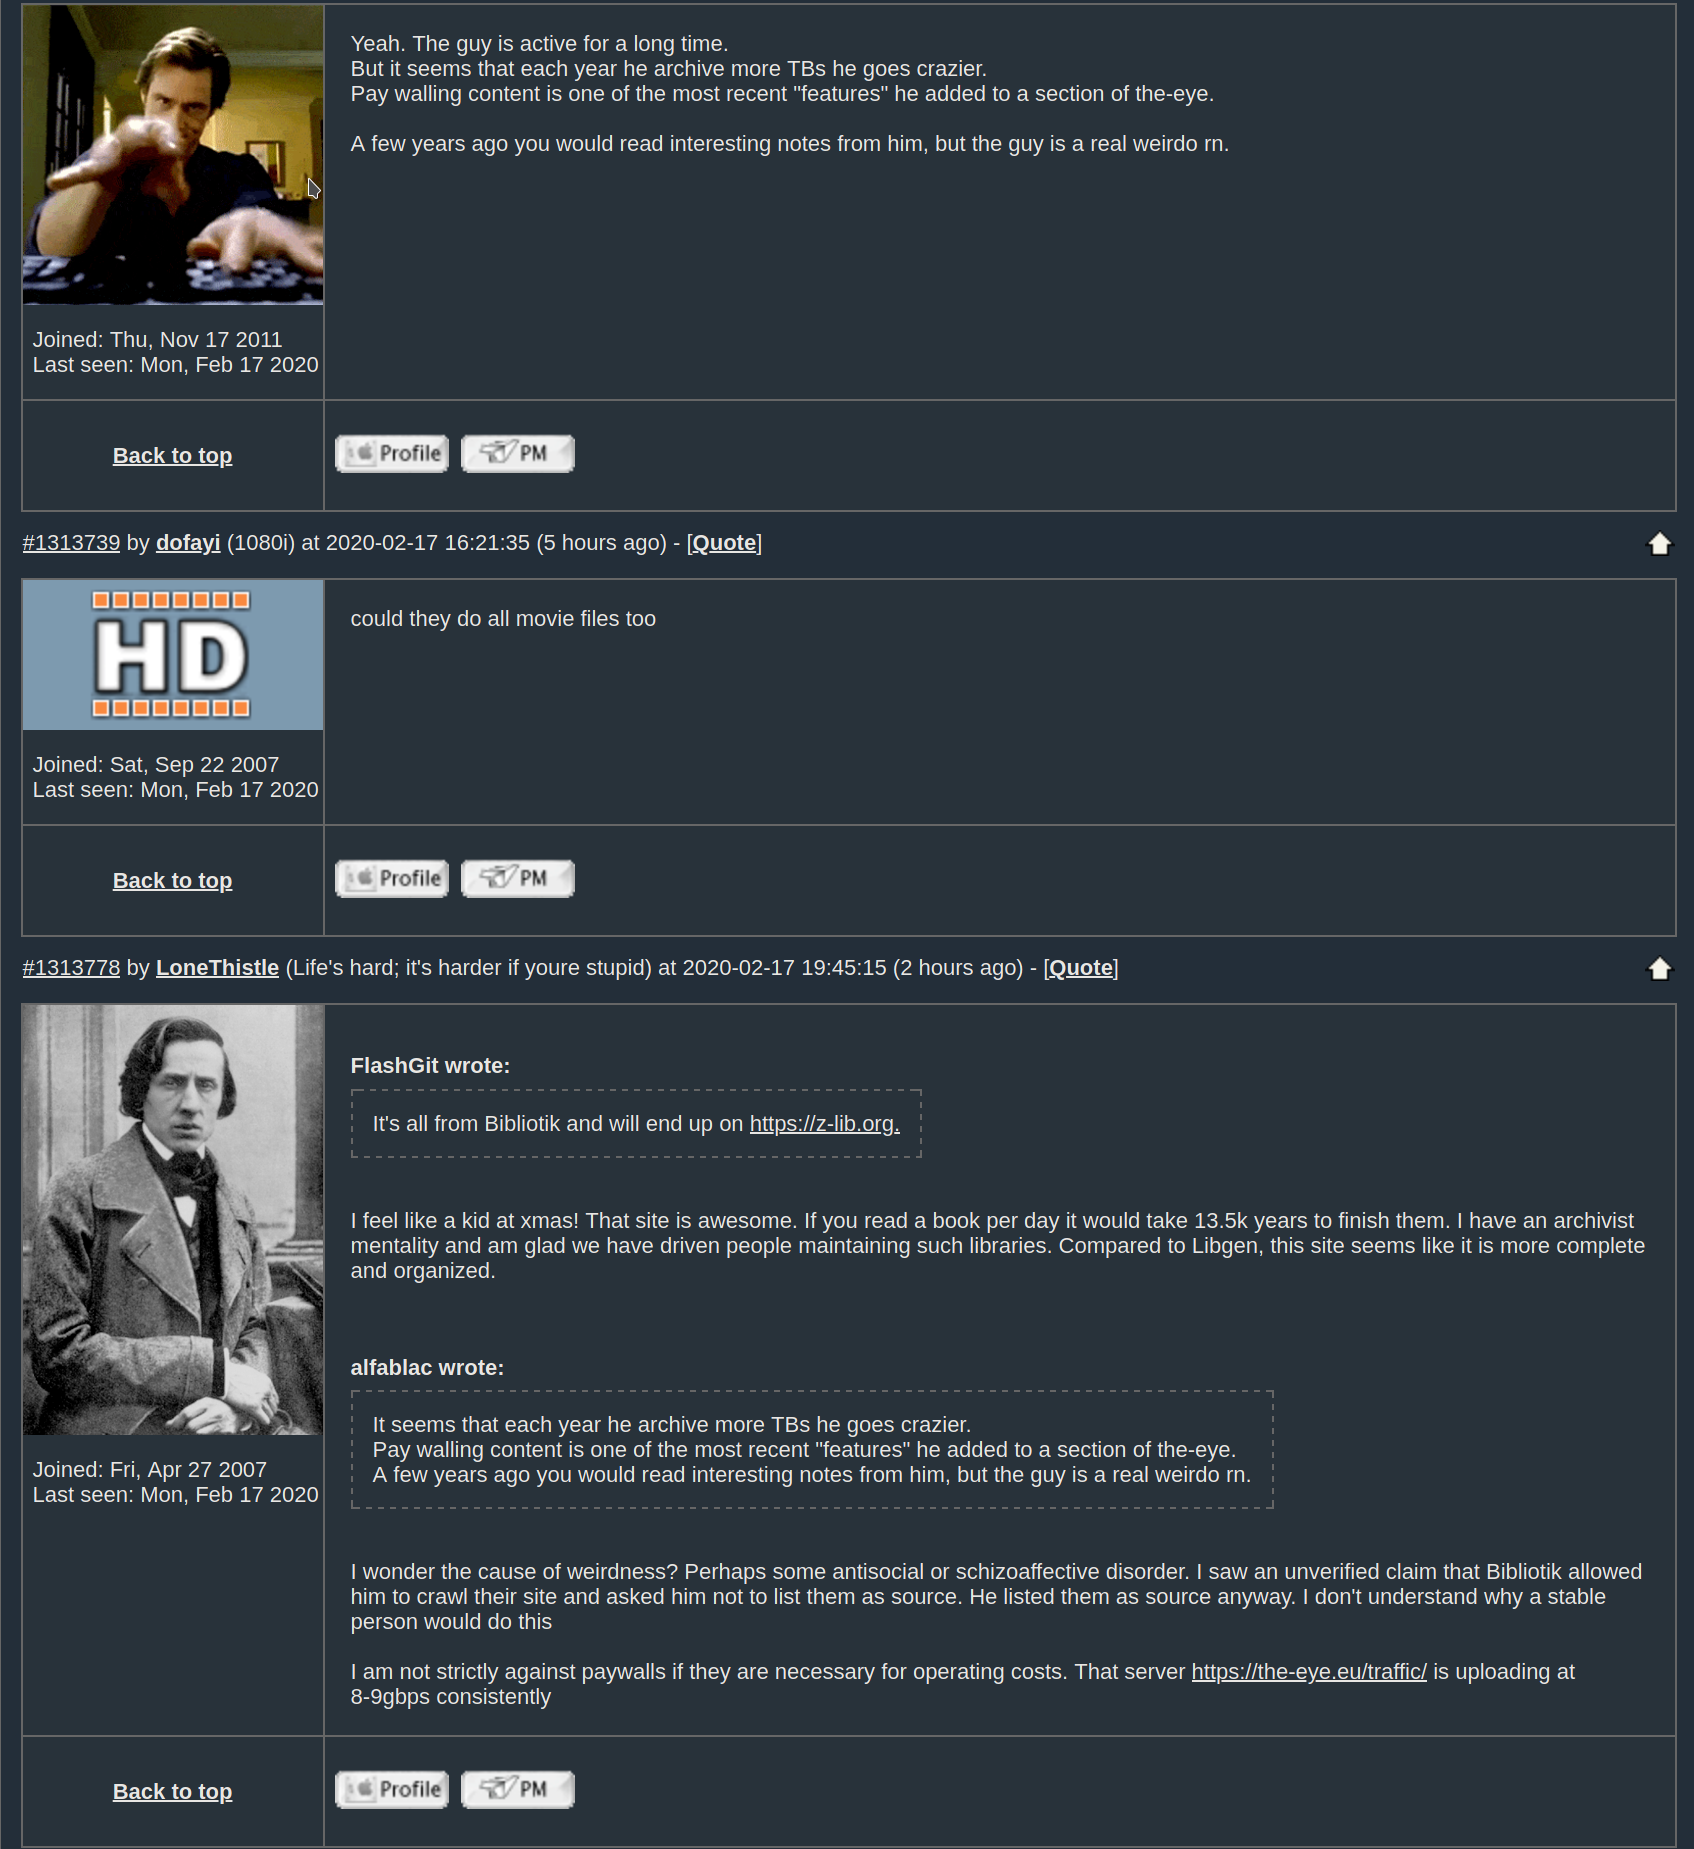 Yeah. The guy is active for a long time.
But it seems that each year he archive more TBs he goes crazier.
Pay walling content is one of the most recent "features" he added to a section of the-eye.
A few years ago you would read interesting notes from him, but the guy is a real weirdo rn.
Joined: Thu, Nov 17 2011
Last seen: Mon, Feb 17 2020
Back to top
Profile PM
#1313739 by dofayi (1080i) at 2020-02-17 16:21:35 (5 hours ago) - [Quote]
HD
could they do all movie files too
Joined: Sat, Sep 22 2007
Last seen: Mon, Feb 17 2020
Back to top
Profile PM
#1313778 by LoneThistle (Life's hard; it's harder if youre stupid) at 2020-02-17 19:45:15 (2 hours ago) - [Quote]
FlashGit wrote:
It's all from Bibliotik and will end up on https://z-lib.org.
I feel like a kid at xmas! That site is awesome. If you read a book per day it would take 13.5k years to finish them. I have an archivist
mentality and am glad we have driven people maintaining such libraries. Compared to Libgen, this site seems like it is more complete
and organized.
alfablac wrote:
It seems that each year he archive more TBs he goes crazier.
Pay walling content is one of the most recent "features" he added to a section of the-eye.
A few years ago you would read interesting notes from him, but the guy is a real weirdo rn.
Joined: Fri, Apr 27 2007
Last seen: Mon, Feb 17 2020
I wonder the cause of weirdness? Perhaps some antisocial or schizoaffective disorder. I saw an unverified claim that Bibliotik allowed
him to crawl their site and asked him not to list them as source. He listed them as source anyway. I don't understand why a stable
person would do this
I am not strictly against paywalls if they are necessary for operating costs. That server https://the-eye.eu/traffic/ is uploading at
8-9gbps consistently
Back to top
Profile PM